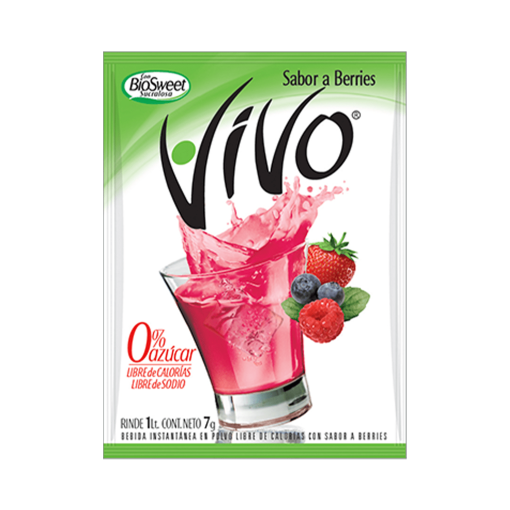 Con
BioSweet
Sucralosa
Sabor a Berries
ViVO®
0%
azúcar
LIBRE de CALORÍAS
LIBRE de SODIO
RINDE 1Lt. CONT. NETO 7g
BEBIDA INSTANTÁNEA EN POLVO LIBRE DE CALORÍAS CON SABOR A BERRIES